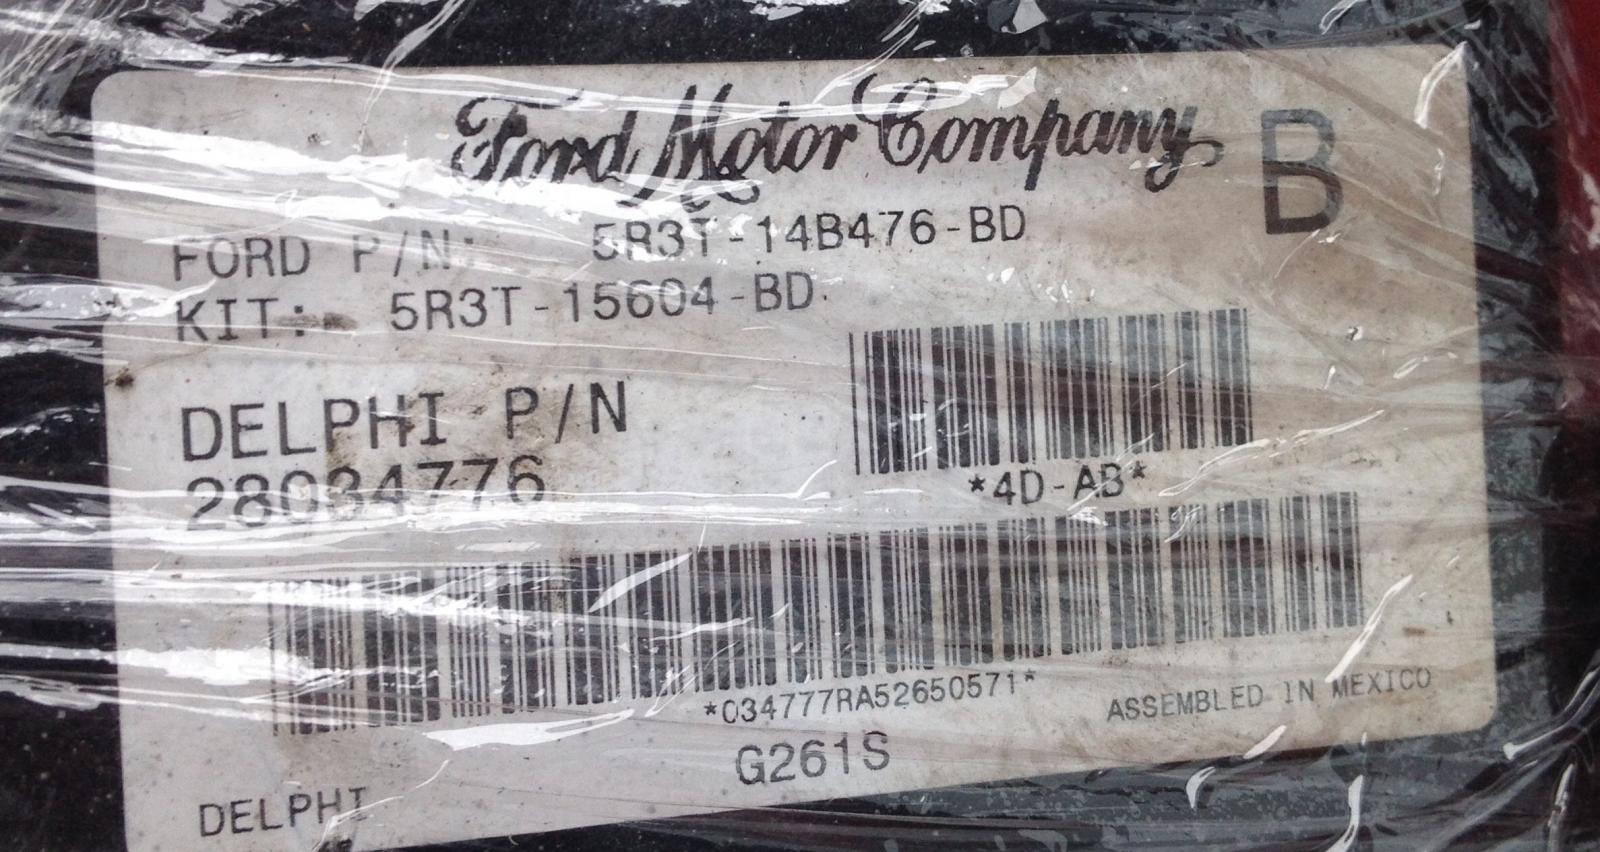 Ford Motor Company
B
FORD P/N: 5R3T-14B476-BD
KIT: 5R3T-15604-BD
DELPHI P/N
28034776
*4D-AB*
*034777RA52650571*
ASSEMBLED IN MEXICO
G261S
DELPHI